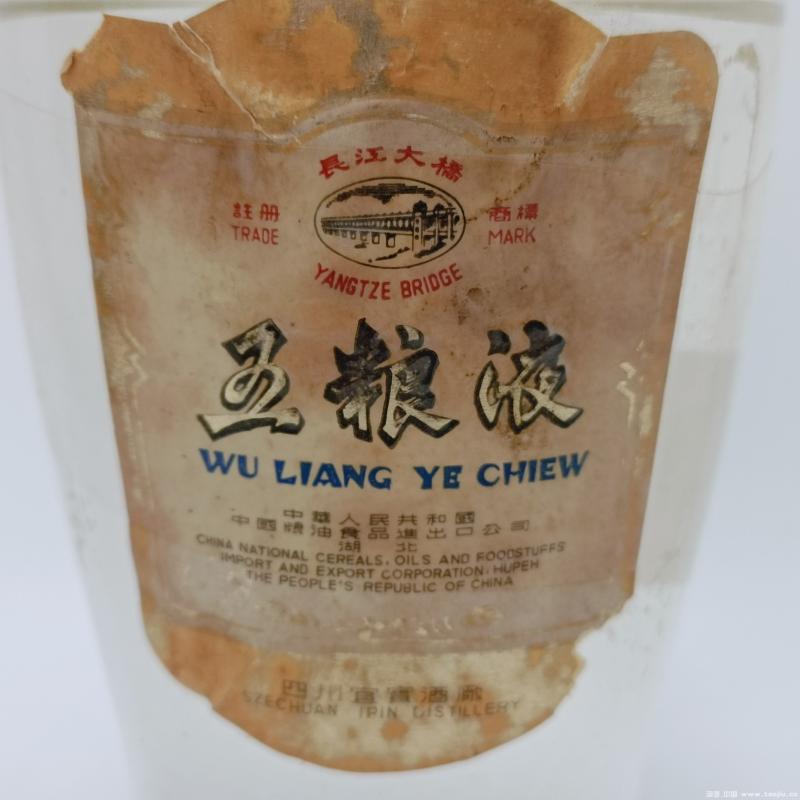 長江大橋
註册 商標
TRADE MARK
YANGTZE BRIDGE
五粮液
WU LIANG YE CHIEW
中華人民共和國
中國糧油食品進出口公司
湖北
CHINA NATIONAL CEREALS, OILS AND FOODSTUFFS
IMPORT AND EXPORT CORPORATION, HUPEH
THE PEOPLE'S REPUBLIC OF CHINA
四川宜賓酒廠
SZECHUAN IPIN DISTILLERY